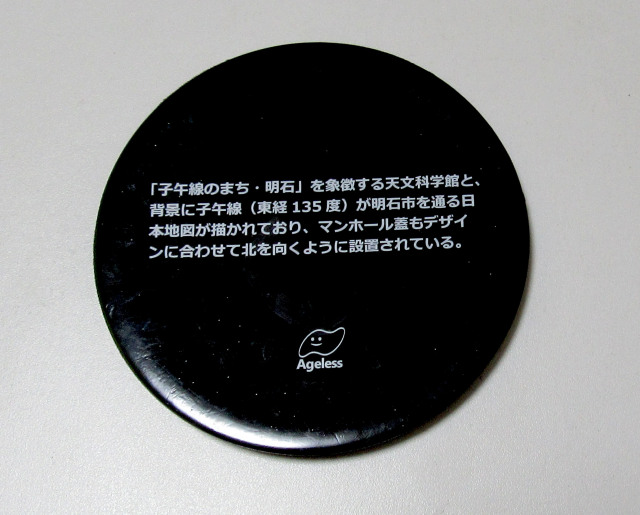 「子午線のまち・明石」を象徴する天文科学館と、
背景に子午線（東経 135 度）が明石市を通る日
本地図が描かれており、マンホール蓋もデザイ
ンに合わせて北を向くように設置されている。
Ageless